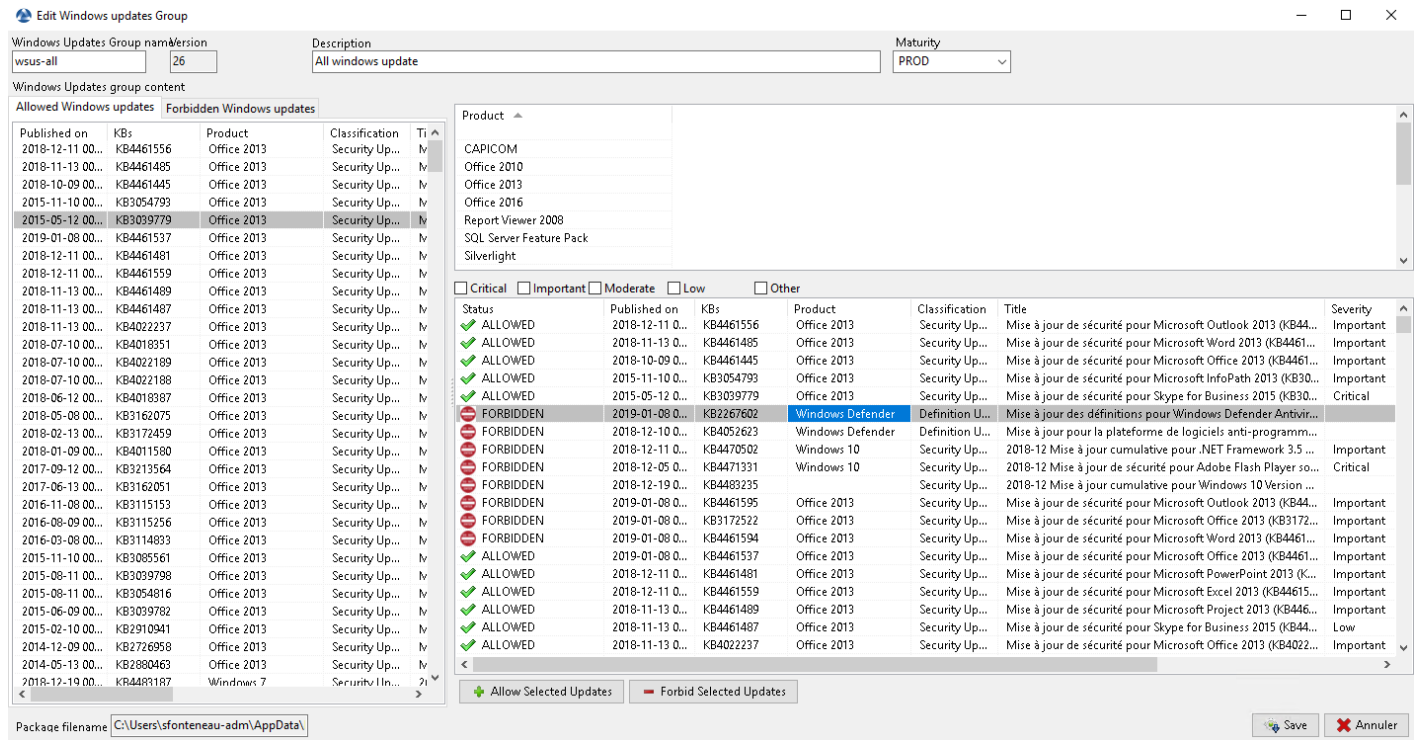 Edit Windows updates Group
Windows Updates Group name Version Description Maturity
wsus-all 26 All windows update PROD
Windows Updates group content
Allowed Windows updates Forbidden Windows updates
Published on KBs Product Classification Ti
2018-12-11 00... KB4461556 Office 2013 Security Up... M
2018-11-13 00... KB4461485 Office 2013 Security Up... M
2018-10-09 00... KB4461445 Office 2013 Security Up... M
2015-11-10 00... KB3054793 Office 2013 Security Up... M
2015-05-12 00... KB3039779 Office 2013 Security Up... M
2019-01-08 00... KB4461537 Office 2013 Security Up... M
2018-12-11 00... KB4461481 Office 2013 Security Up... M
2018-12-11 00... KB4461559 Office 2013 Security Up... M
2018-11-13 00... KB4461489 Office 2013 Security Up... M
2018-11-13 00... KB4461487 Office 2013 Security Up... M
2018-11-13 00... KB4022237 Office 2013 Security Up... M
2018-07-10 00... KB4018351 Office 2013 Security Up... M
2018-07-10 00... KB4022189 Office 2013 Security Up... M
2018-07-10 00... KB4022188 Office 2013 Security Up... M
2018-06-12 00... KB4018387 Office 2013 Security Up... M
2018-05-08 00... KB3162075 Office 2013 Security Up... M
2018-02-13 00... KB3172459 Office 2013 Security Up... M
2018-01-09 00... KB4011580 Office 2013 Security Up... M
2017-09-12 00... KB3213564 Office 2013 Security Up... M
2017-06-13 00... KB3162051 Office 2013 Security Up... M
2016-11-08 00... KB3115153 Office 2013 Security Up... M
2016-08-09 00... KB3115256 Office 2013 Security Up... M
2016-03-08 00... KB3114833 Office 2013 Security Up... M
2015-11-10 00... KB3085561 Office 2013 Security Up... M
2015-08-11 00... KB3039798 Office 2013 Security Up... M
2015-08-11 00... KB3054816 Office 2013 Security Up... M
2015-06-09 00... KB3039782 Office 2013 Security Up... M
2015-02-10 00... KB2910941 Office 2013 Security Up... M
2014-12-09 00... KB2726958 Office 2013 Security Up... M
2014-05-13 00... KB2880463 Office 2013 Security Up... M
2018-12-19 00... KB4483187 Windows 7 Security Up... 2
Product
CAPICOM
Office 2010
Office 2013
Office 2016
Report Viewer 2008
SQL Server Feature Pack
Silverlight
Critical Important Moderate Low Other
Status Published on KBs Product Classification Title Severity
ALLOWED 2018-12-11 0... KB4461556 Office 2013 Security Up... Mise à jour de sécurité pour Microsoft Outlook 2013 (KB44... Important
ALLOWED 2018-11-13 0... KB4461485 Office 2013 Security Up... Mise à jour de sécurité pour Microsoft Word 2013 (KB4461... Important
ALLOWED 2018-10-09 0... KB4461445 Office 2013 Security Up... Mise à jour de sécurité pour Microsoft Office 2013 (KB4461... Important
ALLOWED 2015-11-10 0... KB3054793 Office 2013 Security Up... Mise à jour de sécurité pour Microsoft InfoPath 2013 (KB30... Important
ALLOWED 2015-05-12 0... KB3039779 Office 2013 Security Up... Mise à jour de sécurité pour Skype for Business 2015 (KB30... Critical
FORBIDDEN 2019-01-08 0... KB2267602 Windows Defender Definition U... Mise à jour des définitions pour Windows Defender Antivir...
FORBIDDEN 2018-12-10 0... KB4052623 Windows Defender Definition U... Mise à jour pour la plateforme de logiciels anti-programm...
FORBIDDEN 2018-12-11 0... KB4470502 Windows 10 Security Up... 2018-12 Mise à jour cumulative pour .NET Framework 3.5 ... Important
FORBIDDEN 2018-12-05 0... KB4471331 Windows 10 Security Up... 2018-12 Mise à jour de sécurité pour Adobe Flash Player so... Critical
FORBIDDEN 2018-12-19 0... KB4483235 Security Up... 2018-12 Mise à jour cumulative pour Windows 10 Version ...
FORBIDDEN 2019-01-08 0... KB4461595 Office 2013 Security Up... Mise à jour de sécurité pour Microsoft Outlook 2013 (KB44... Important
FORBIDDEN 2019-01-08 0... KB3172522 Office 2013 Security Up... Mise à jour de sécurité pour Microsoft Office 2013 (KB3172... Important
FORBIDDEN 2019-01-08 0... KB4461594 Office 2013 Security Up... Mise à jour de sécurité pour Microsoft Word 2013 (KB4461... Important
ALLOWED 2019-01-08 0... KB4461537 Office 2013 Security Up... Mise à jour de sécurité pour Microsoft Office 2013 (KB4461... Important
ALLOWED 2018-12-11 0... KB4461481 Office 2013 Security Up... Mise à jour de sécurité pour Microsoft PowerPoint 2013 (K... Important
ALLOWED 2018-12-11 0... KB4461559 Office 2013 Security Up... Mise à jour de sécurité pour Microsoft Excel 2013 (KB44615... Important
ALLOWED 2018-11-13 0... KB4461489 Office 2013 Security Up... Mise à jour de sécurité pour Microsoft Project 2013 (KB446... Important
ALLOWED 2018-11-13 0... KB4461487 Office 2013 Security Up... Mise à jour de sécurité pour Skype for Business 2015 (KB44... Low
ALLOWED 2018-11-13 0... KB4022237 Office 2013 Security Up... Mise à jour de sécurité pour Microsoft Office 2013 (KB4022... Important
Allow Selected Updates Forbid Selected Updates
Package filename C:\Users\sfonteneau-adm\AppData\ Save Annuler